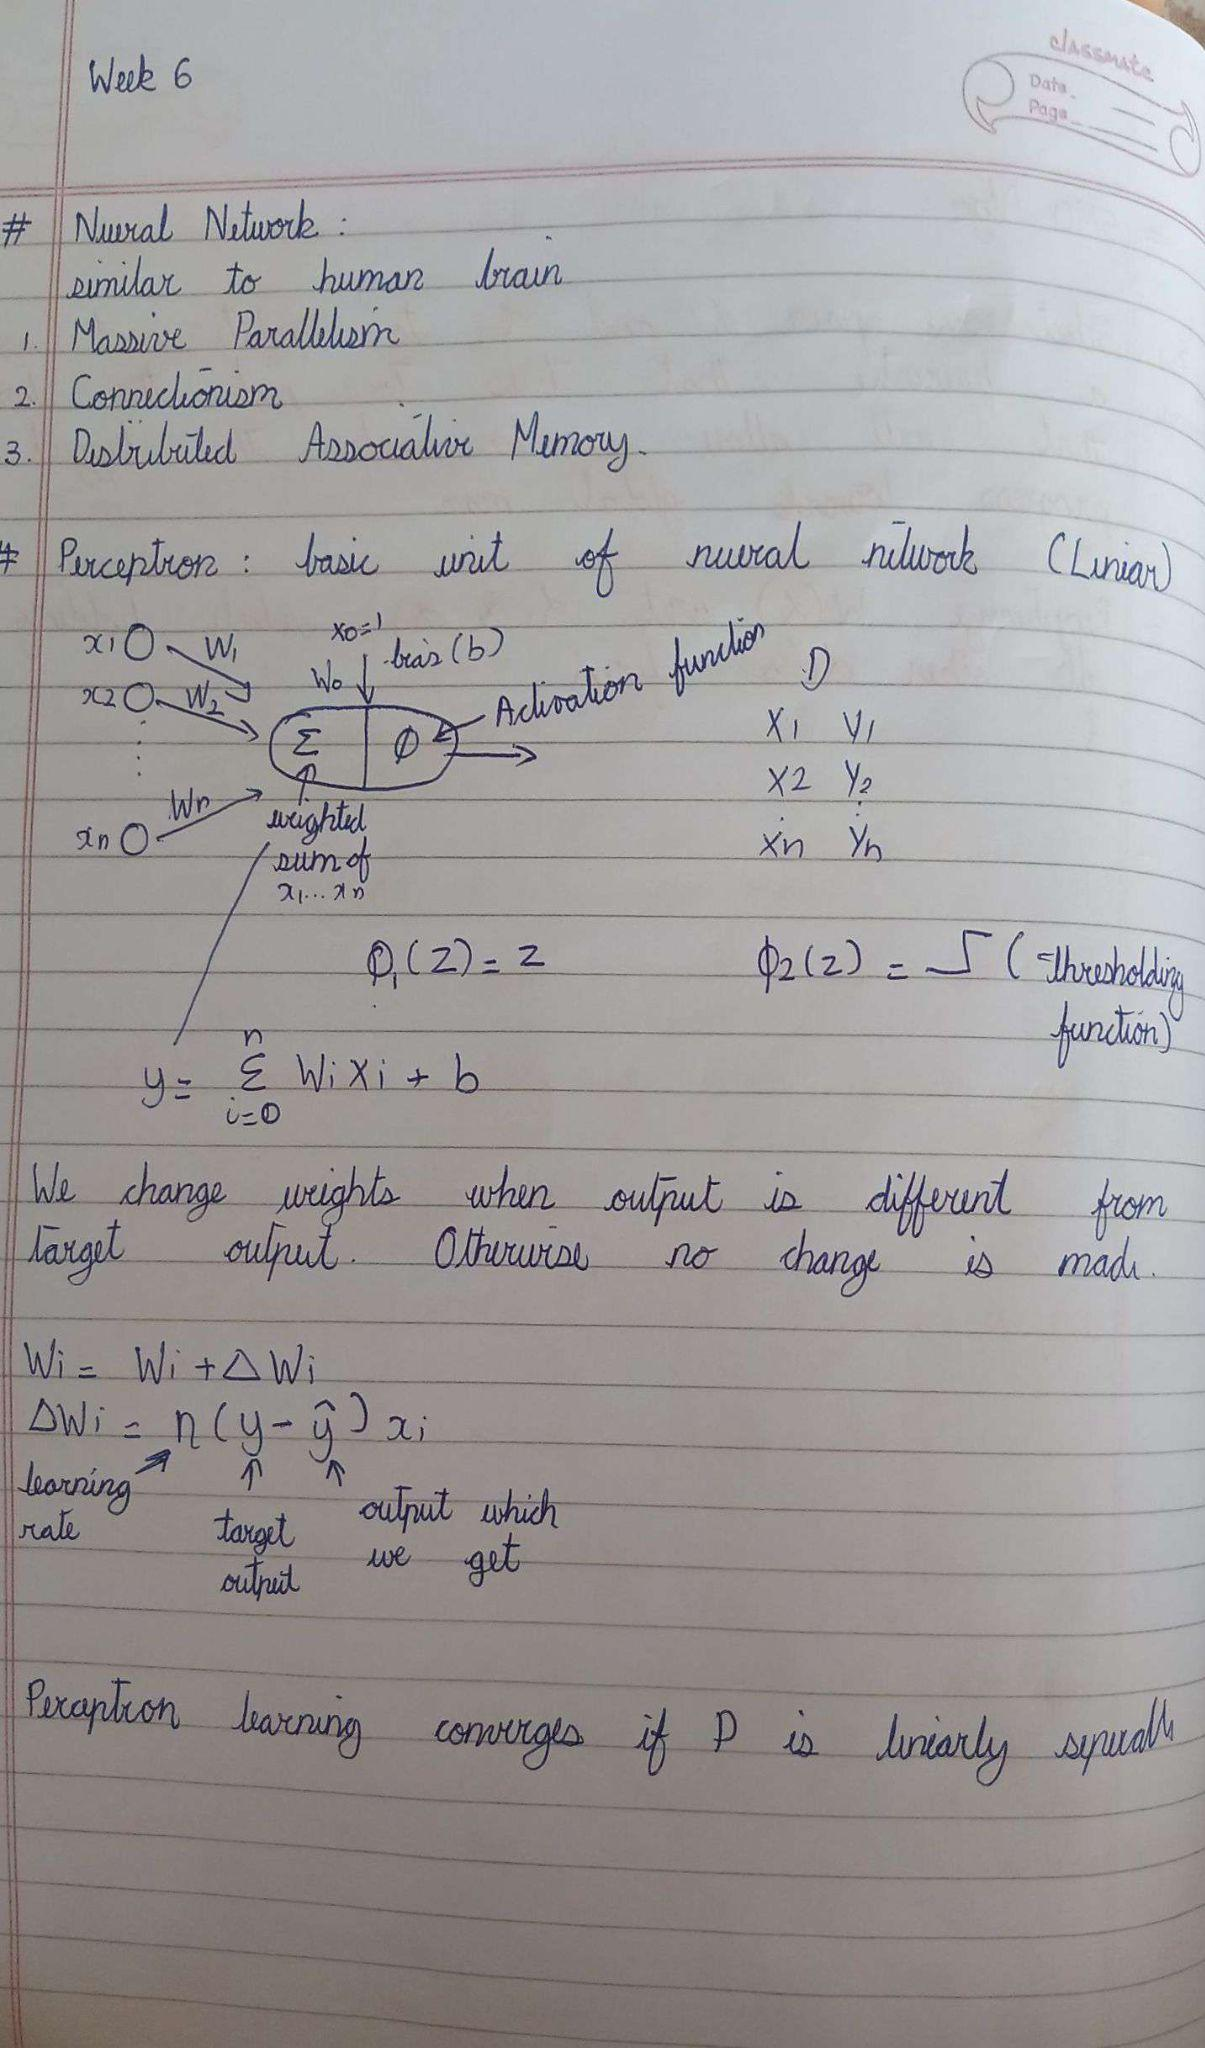 classmate
Date
Page
Week 6
# Neural Network :
similar to human brain
1. Massive Parallelism
2. Connectionism
3. Distributed Associative Memory.
# Perceptron : basic unit of neural network (Linear)
x1 W1
x0=1
W0 bias (b)
Activation function
x2 W2
Σ ϕ
xn Wn
weighted
sum of
x1... xn
D
X1 Y1
X2 Y2
Xn Yn
ϕ1(z) = z
ϕ2(z) = (thresholding
function)
y = n Σ i=0 Wi Xi + b
We change weights when output is different from
target output. Otherwise no change is made.
Wi = Wi + ΔWi
ΔWi = η(y - ŷ) xi
learning
rate
target
output
output which
we get
Perceptron learning converges if D is linearly separable